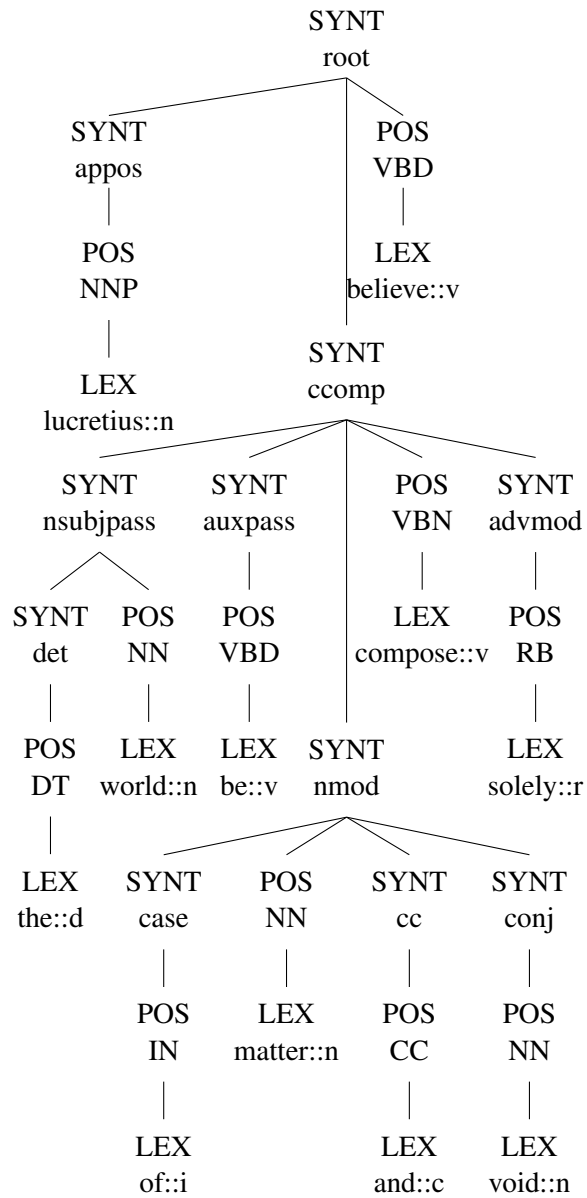 SYNT
root
SYNT POS
appos VBD
POS LEX
NNP believe::v
SYNT
ccomp
LEX
lucretius::n
SYNT SYNT POS SYNT
nsubjpass auxpass VBN advmod
SYNT POS POS LEX POS
det NN VBD compose::v RB
POS LEX LEX SYNT LEX
DT world::n be::v nmod solely::r
LEX SYNT POS SYNT SYNT
the::d case NN cc conj
POS LEX POS POS
IN matter::n CC NN
LEX LEX LEX
of::i and::c void::n